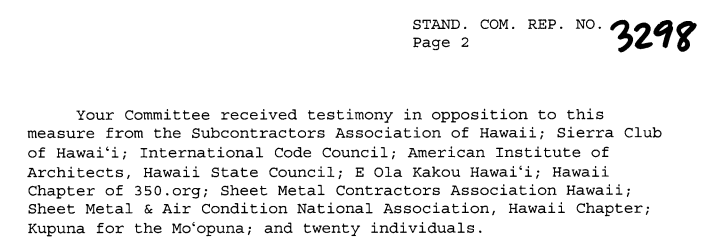 STAND. COM. REP. NO. 3298
Page 2
Your Committee received testimony in opposition to this
measure from the Subcontractors Association of Hawaii; Sierra Club
of Hawai‘i; International Code Council; American Institute of
Architects, Hawaii State Council; E Ola Kakou Hawai‘i; Hawaii
Chapter of 350.org; Sheet Metal Contractors Association Hawaii;
Sheet Metal & Air Condition National Association, Hawaii Chapter;
Kupuna for the Mo‘opuna; and twenty individuals.